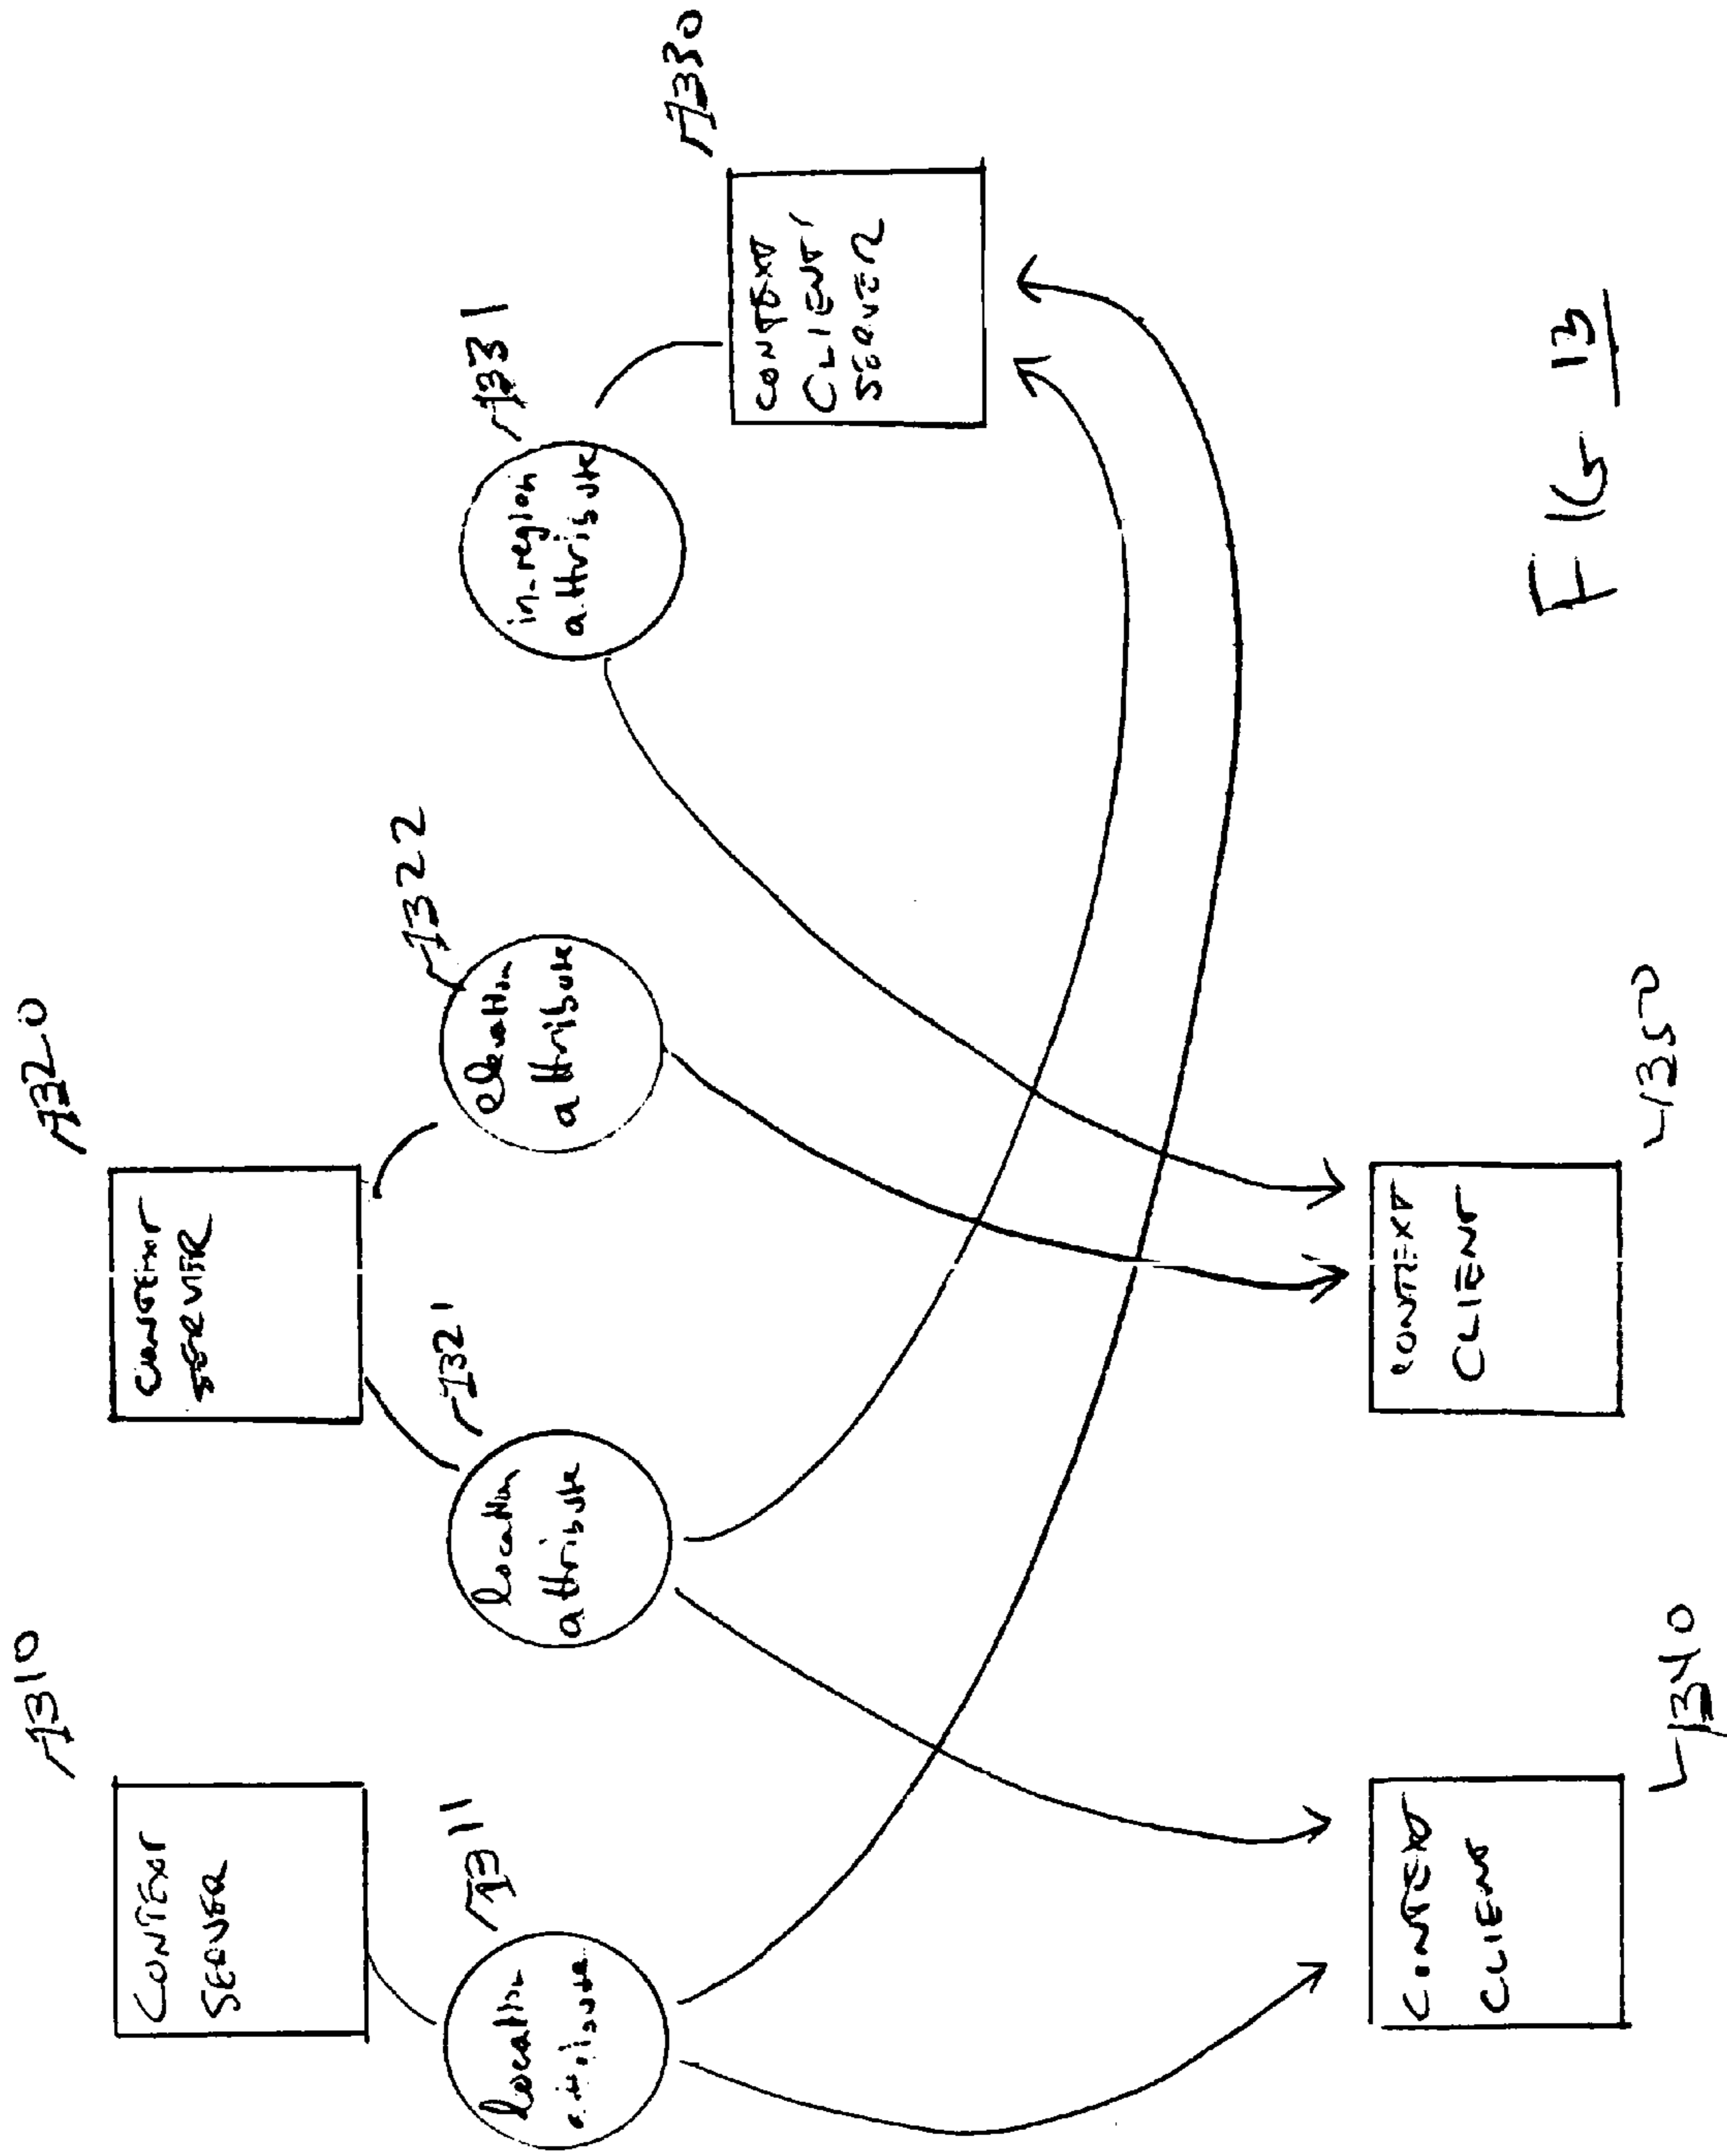 1310
CONTEXT
SERVER
1311
location
attribute
1320
CONTEXT
SERVER
1321
location
attribute
1322
elevation
attribute
1331
in-region
attribute
1330
CONTEXT
CLIENT/
SERVER
CONTEXT
CLIENT
1340
CONTEXT
CLIENT
1350
FIG 13